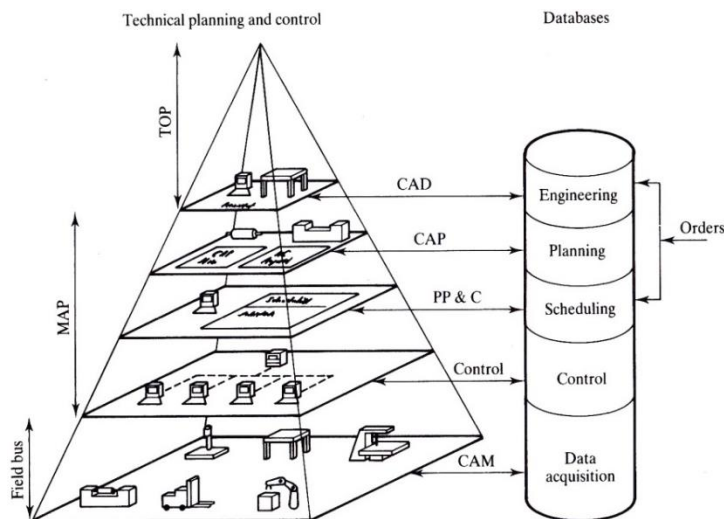 Technical planning and control
Databases
TOP
MAP
Field bus
CAD
CAP
PP & C
Control
CAM
Engineering
Planning
Scheduling
Control
Data
acquisition
Orders
Scheduling